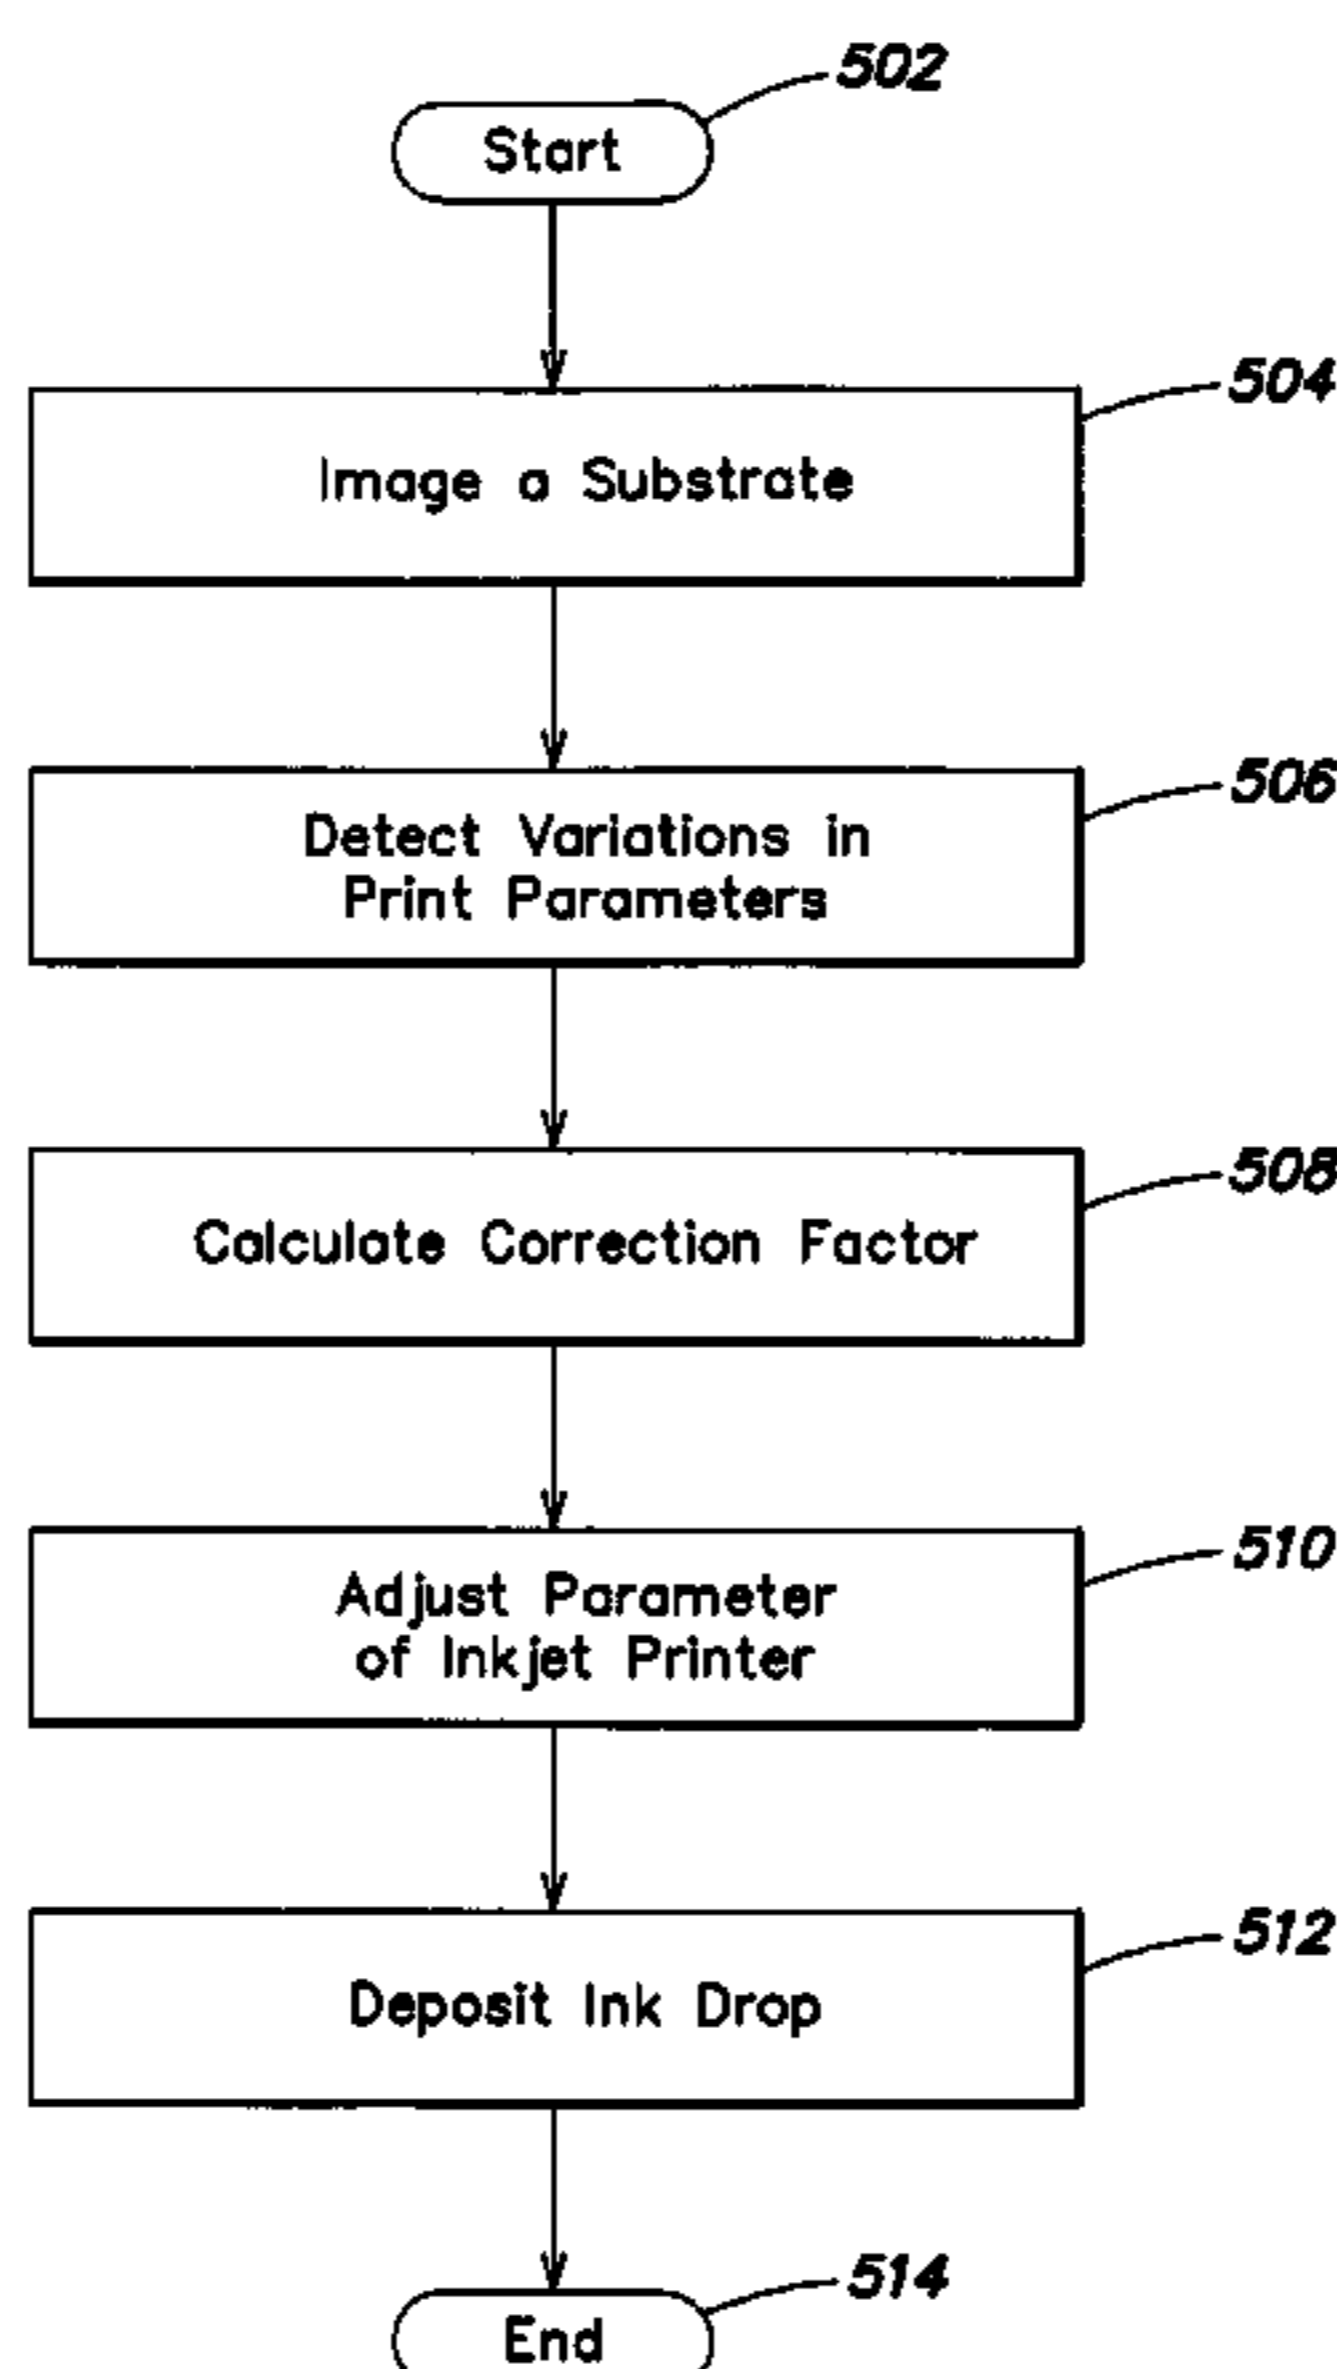 502
Start
504
Image a Substrate
506
Detect Variations in
Print Parameters
508
Calculate Correction Factor
510
Adjust Parameter
of Inkjet Printer
512
Deposit Ink Drop
514
End